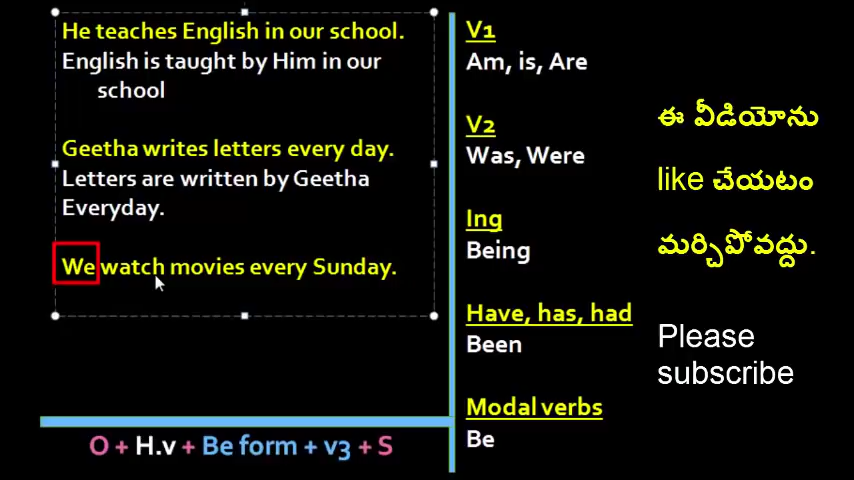 He teaches English in our school.
English is taught by Him in our
school
Geetha writes letters every day.
Letters are written by Geetha
Everyday.
We watch movies every Sunday.
O + H.v + Be form + v3 + S
V1
Am, is, Are
V2
Was, Were
Ing
Being
Have, has, had
Been
Modal verbs
Be
ఈ వీడియోను
like చేయటం
మర్చిపోవద్దు.
Please
subscribe